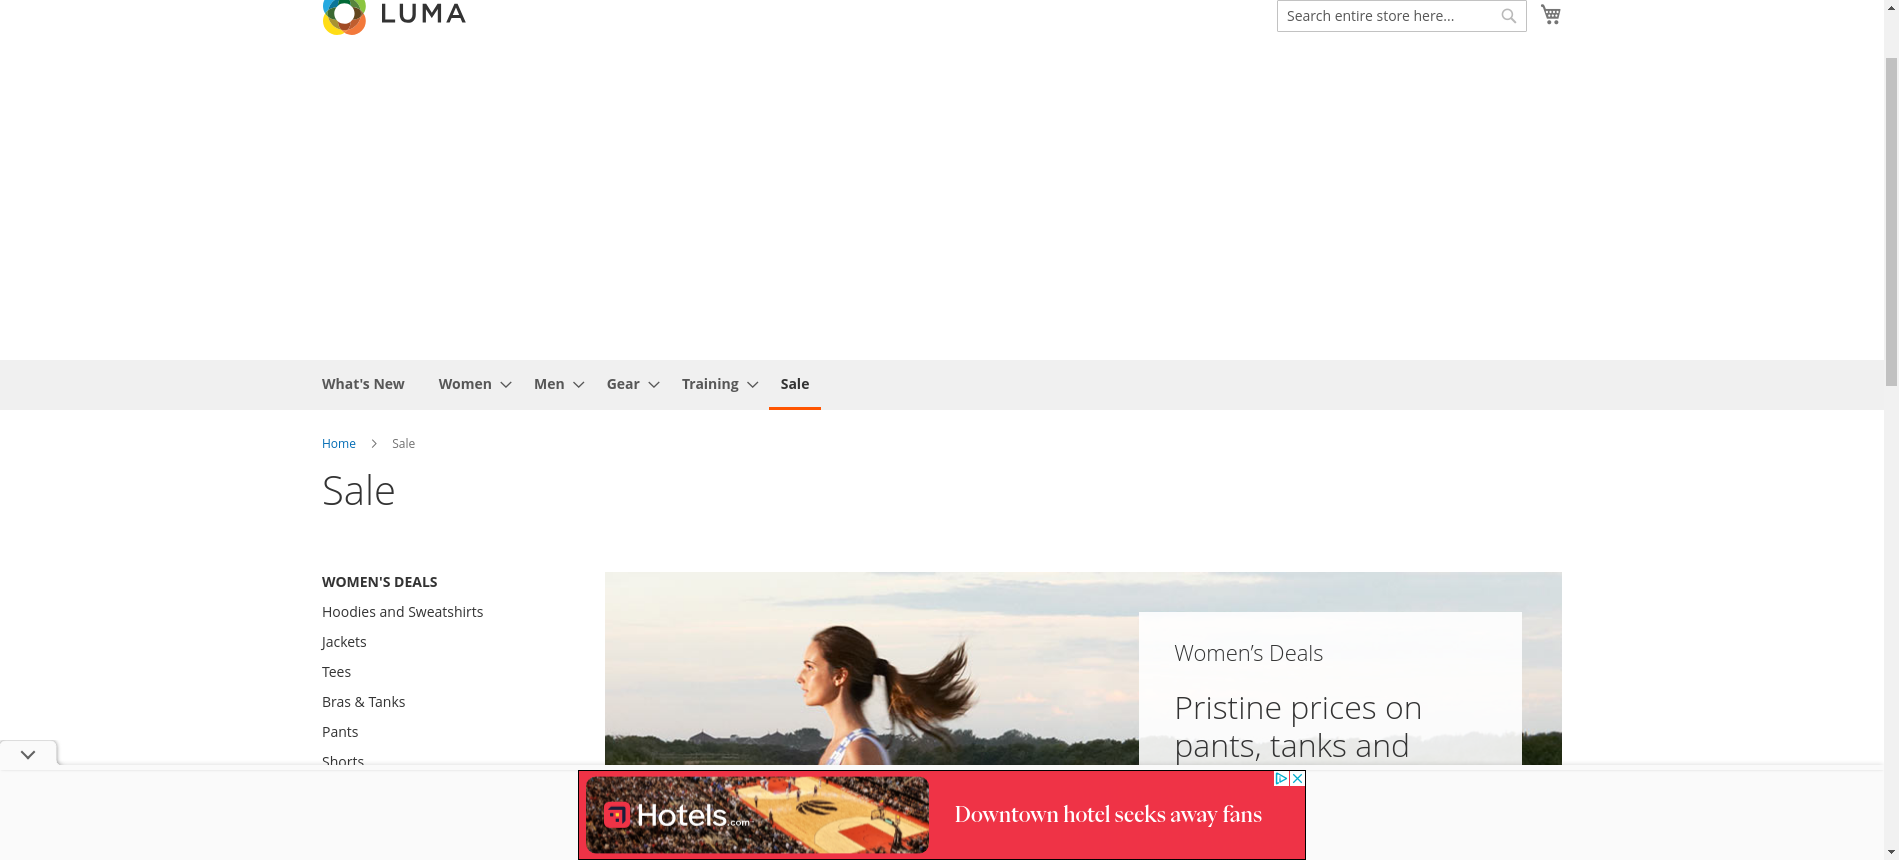 LUMA
Search entire store here...
What's New Women Men Gear Training Sale
Home Sale
Sale
WOMEN'S DEALS
Hoodies and Sweatshirts
Jackets
Tees
Bras & Tanks
Pants
Shorts
Women’s Deals
Pristine prices on
pants, tanks and
Hotels.com
Downtown hotel seeks away fans